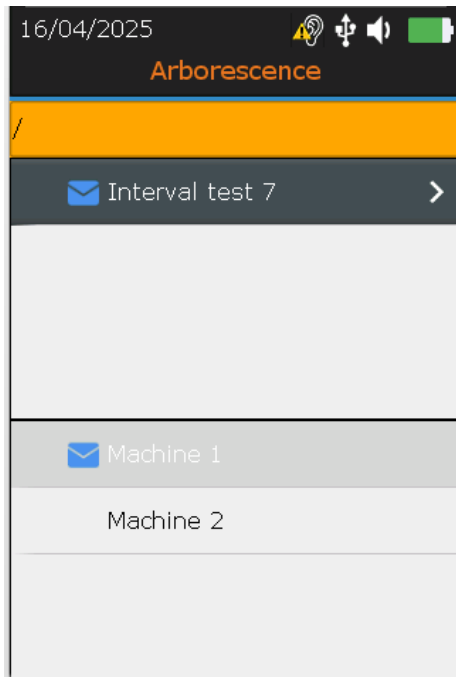 16/04/2025
Arborescence
/
Interval test 7
Machine 1
Machine 2